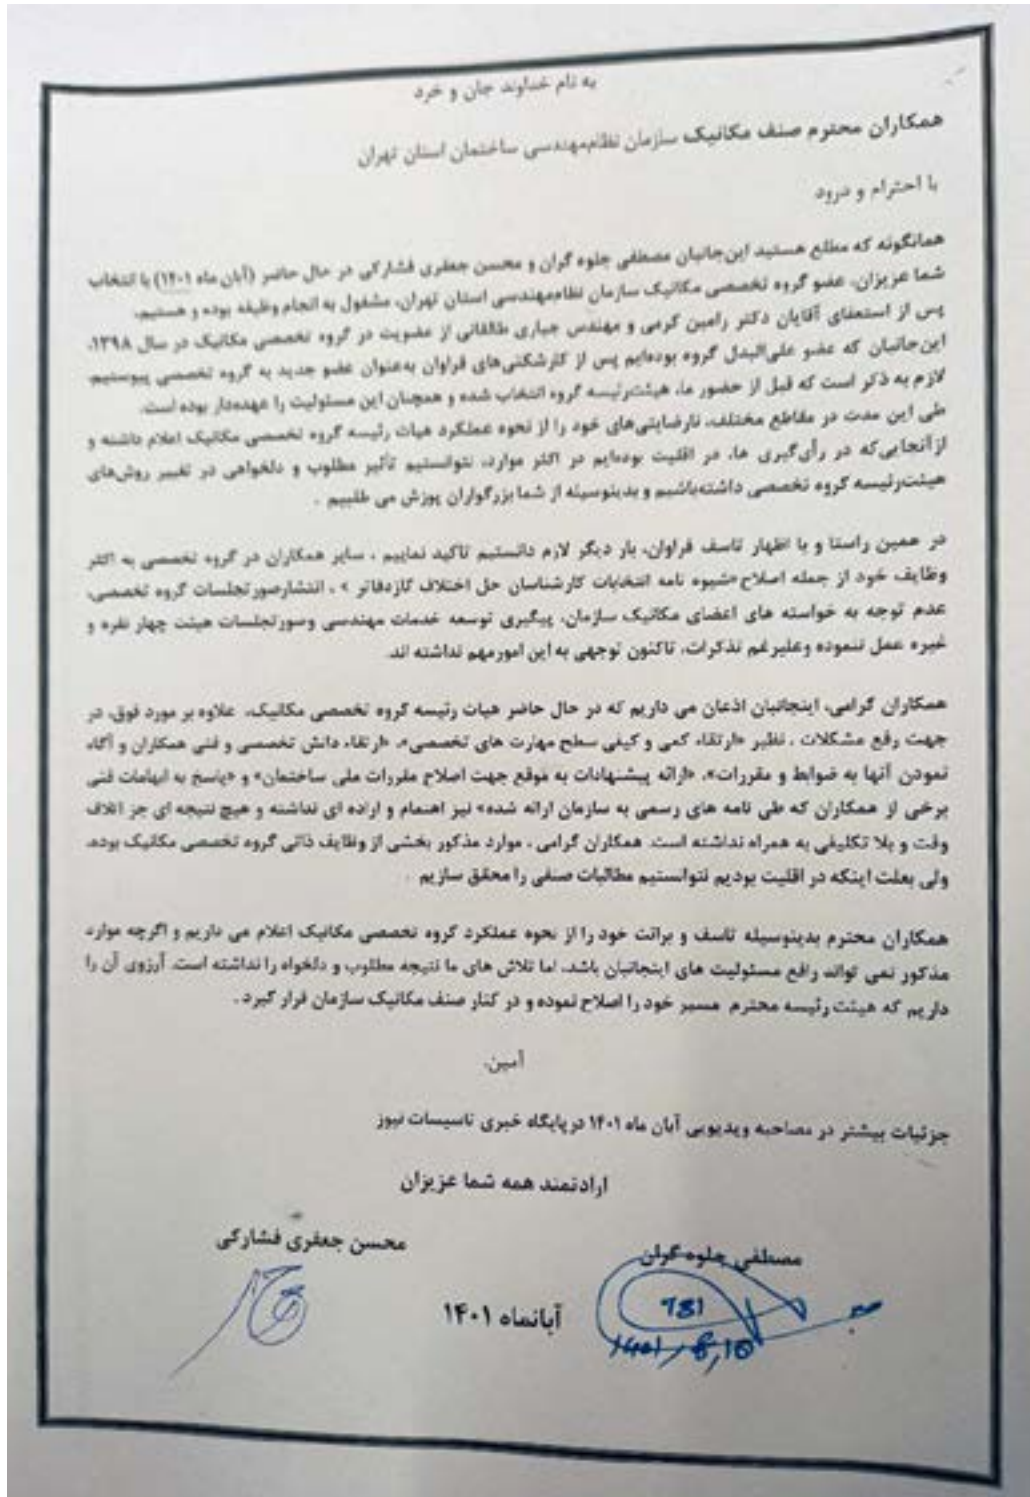 به نام خداوند جان و خرد
همکاران محترم صنف مکانیک سازمان نظام‌مهندسی ساختمان استان تهران
با احترام و درود
همانگونه که مطلع هستید این‌جانبان مصطفی جلوه گران و محسن جعفری فشارکی در حال حاضر (آبان ماه ۱۴۰۱) با انتخاب
شما عزیزان، عضو گروه تخصصی مکانیک سازمان نظام‌مهندسی استان تهران، مشغول به انجام وظیفه بوده و هستیم.
پس از استعفای آقایان دکتر رامین کرمی و مهندس جباری طالقانی از عضویت در گروه تخصصی مکانیک در سال ۱۳۹۸،
این‌جانبان که عضو علی‌البدل گروه بوده‌ایم پس از کارشکنی‌های فراوان به‌عنوان عضو جدید به گروه تخصصی پیوستیم.
لازم به ذکر است که قبل از حضور ما، هیئت‌رئیسه گروه انتخاب شده و همچنان این مسئولیت را عهده‌دار بوده است.
طی این مدت در مقاطع مختلف، نارضایتی‌های خود را از نحوه عملکرد هیات رئیسه گروه تخصصی مکانیک اعلام داشته و
ازآنجایی‌که در رأی‌گیری ها، در اقلیت بوده‌ایم در اکثر موارد، نتوانستیم تأثیر مطلوب و دلخواهی در تغییر روش‌های
هیئت‌رئیسه گروه تخصصی داشته‌باشیم و بدینوسیله از شما بزرگواران پوزش می طلبیم .
در همین راستا و با اظهار تاسف فراوان، بار دیگر لازم دانستیم تاکید نماییم ، سایر همکاران در گروه تخصصی به اکثر
وظایف خود از جمله اصلاح «شیوه نامه انتخابات کارشناسان حل اختلاف گازدفاتر > ، انتشارصورتجلسات گروه تخصصی،
عدم توجه به خواسته های اعضای مکانیک سازمان، پیگیری توسعه خدمات مهندسی وصورتجلسات هیئت چهار نفره و
غیره عمل ننموده وعلیرغم تذکرات، تاکنون توجهی به این امورمهم نداشته اند.
همکاران گرامی، اینجانبان اذعان می داریم که در حال حاضر هیات رئیسه گروه تخصصی مکانیک، علاوه بر مورد فوق، در
جهت رفع مشکلات ، نظیر «ارتقاء کمی و کیفی سطح مهارت های تخصصی»، «ارتقاء دانش تخصصی و فنی همکاران و آگاه
نمودن آنها به ضوابط و مقررات»، «ارائه پیشنهادات به موقع جهت اصلاح مقررات ملی ساختمان» و «پاسخ به ابهامات فنی
برخی از همکاران که طی نامه های رسمی به سازمان ارائه شده» نیز اهتمام و اراده ای نداشته و هیچ نتیجه ای جز اتلاف
وقت و بلا تکلیفی به همراه نداشته است. همکاران گرامی ، موارد مذکور بخشی از وظایف ذاتی گروه تخصصی مکانیک بوده،
ولی بعلت اینکه در اقلیت بودیم نتوانستیم مطالبات صنفی را محقق سازیم .
همکاران محترم بدینوسیله تاسف و برائت خود را از نحوه عملکرد گروه تخصصی مکانیک اعلام می داریم و اگرچه موارد
مذکور نمی تواند رافع مسئولیت های اینجانبان باشد، اما تلاش های ما نتیجه مطلوب و دلخواه را نداشته است. آرزوی آن را
داریم که هیئت رئیسه محترم مسیر خود را اصلاح نموده و در کنار صنف مکانیک سازمان قرار گیرد .
آمین.
جزئیات بیشتر در مصاحبه ویدیویی آبان ماه ۱۴۰۱ درپایگاه خبری تاسیسات نیوز
ارادتمند همه شما عزیزان
مصطفی جلوه گران
محسن جعفری فشارکی
آبانماه ۱۴۰۱
781
1401/8/10